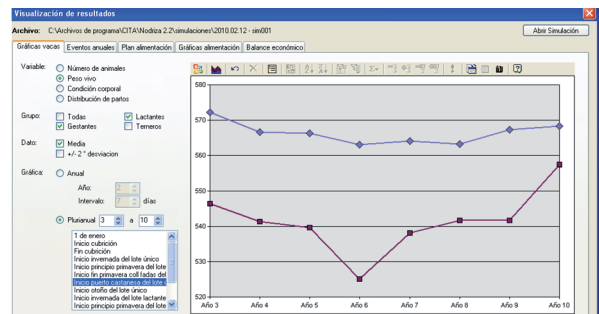 Visualización de resultados
Archivo: C:\Archivos de programa\CITA\Nodriza 2.2\simulaciones\2010.02.12 - sim001
Abrir Simulación
Gráficas vacas
Eventos anuales
Plan alimentación
Gráficas alimentación
Balance económico
Variable:
Número de animales
Peso vivo
Condición corporal
Distribución de partos
Grupo:
Todas
Lactantes
Gestantes
Terneros
Dato:
Media
+/- 2 * desviacion
Gráfica:
Anual
Año: 2
Intervalo: 7 días
Plurianual 3 a 10
1 de enero
Inicio cubrición
Fin cubrición
Inicio invernada del lote único
Inicio principio primavera del lote
Inicio fin primavera coll fadas del
Inicio puerto castanesa del lote ú
Inicio otoño del lote único
Inicio invernada del lote lactante
Inicio principio primavera del lote
580
570
560
550
540
530
520
Año 3
Año 4
Año 5
Año 6
Año 7
Año 8
Año 9
Año 10